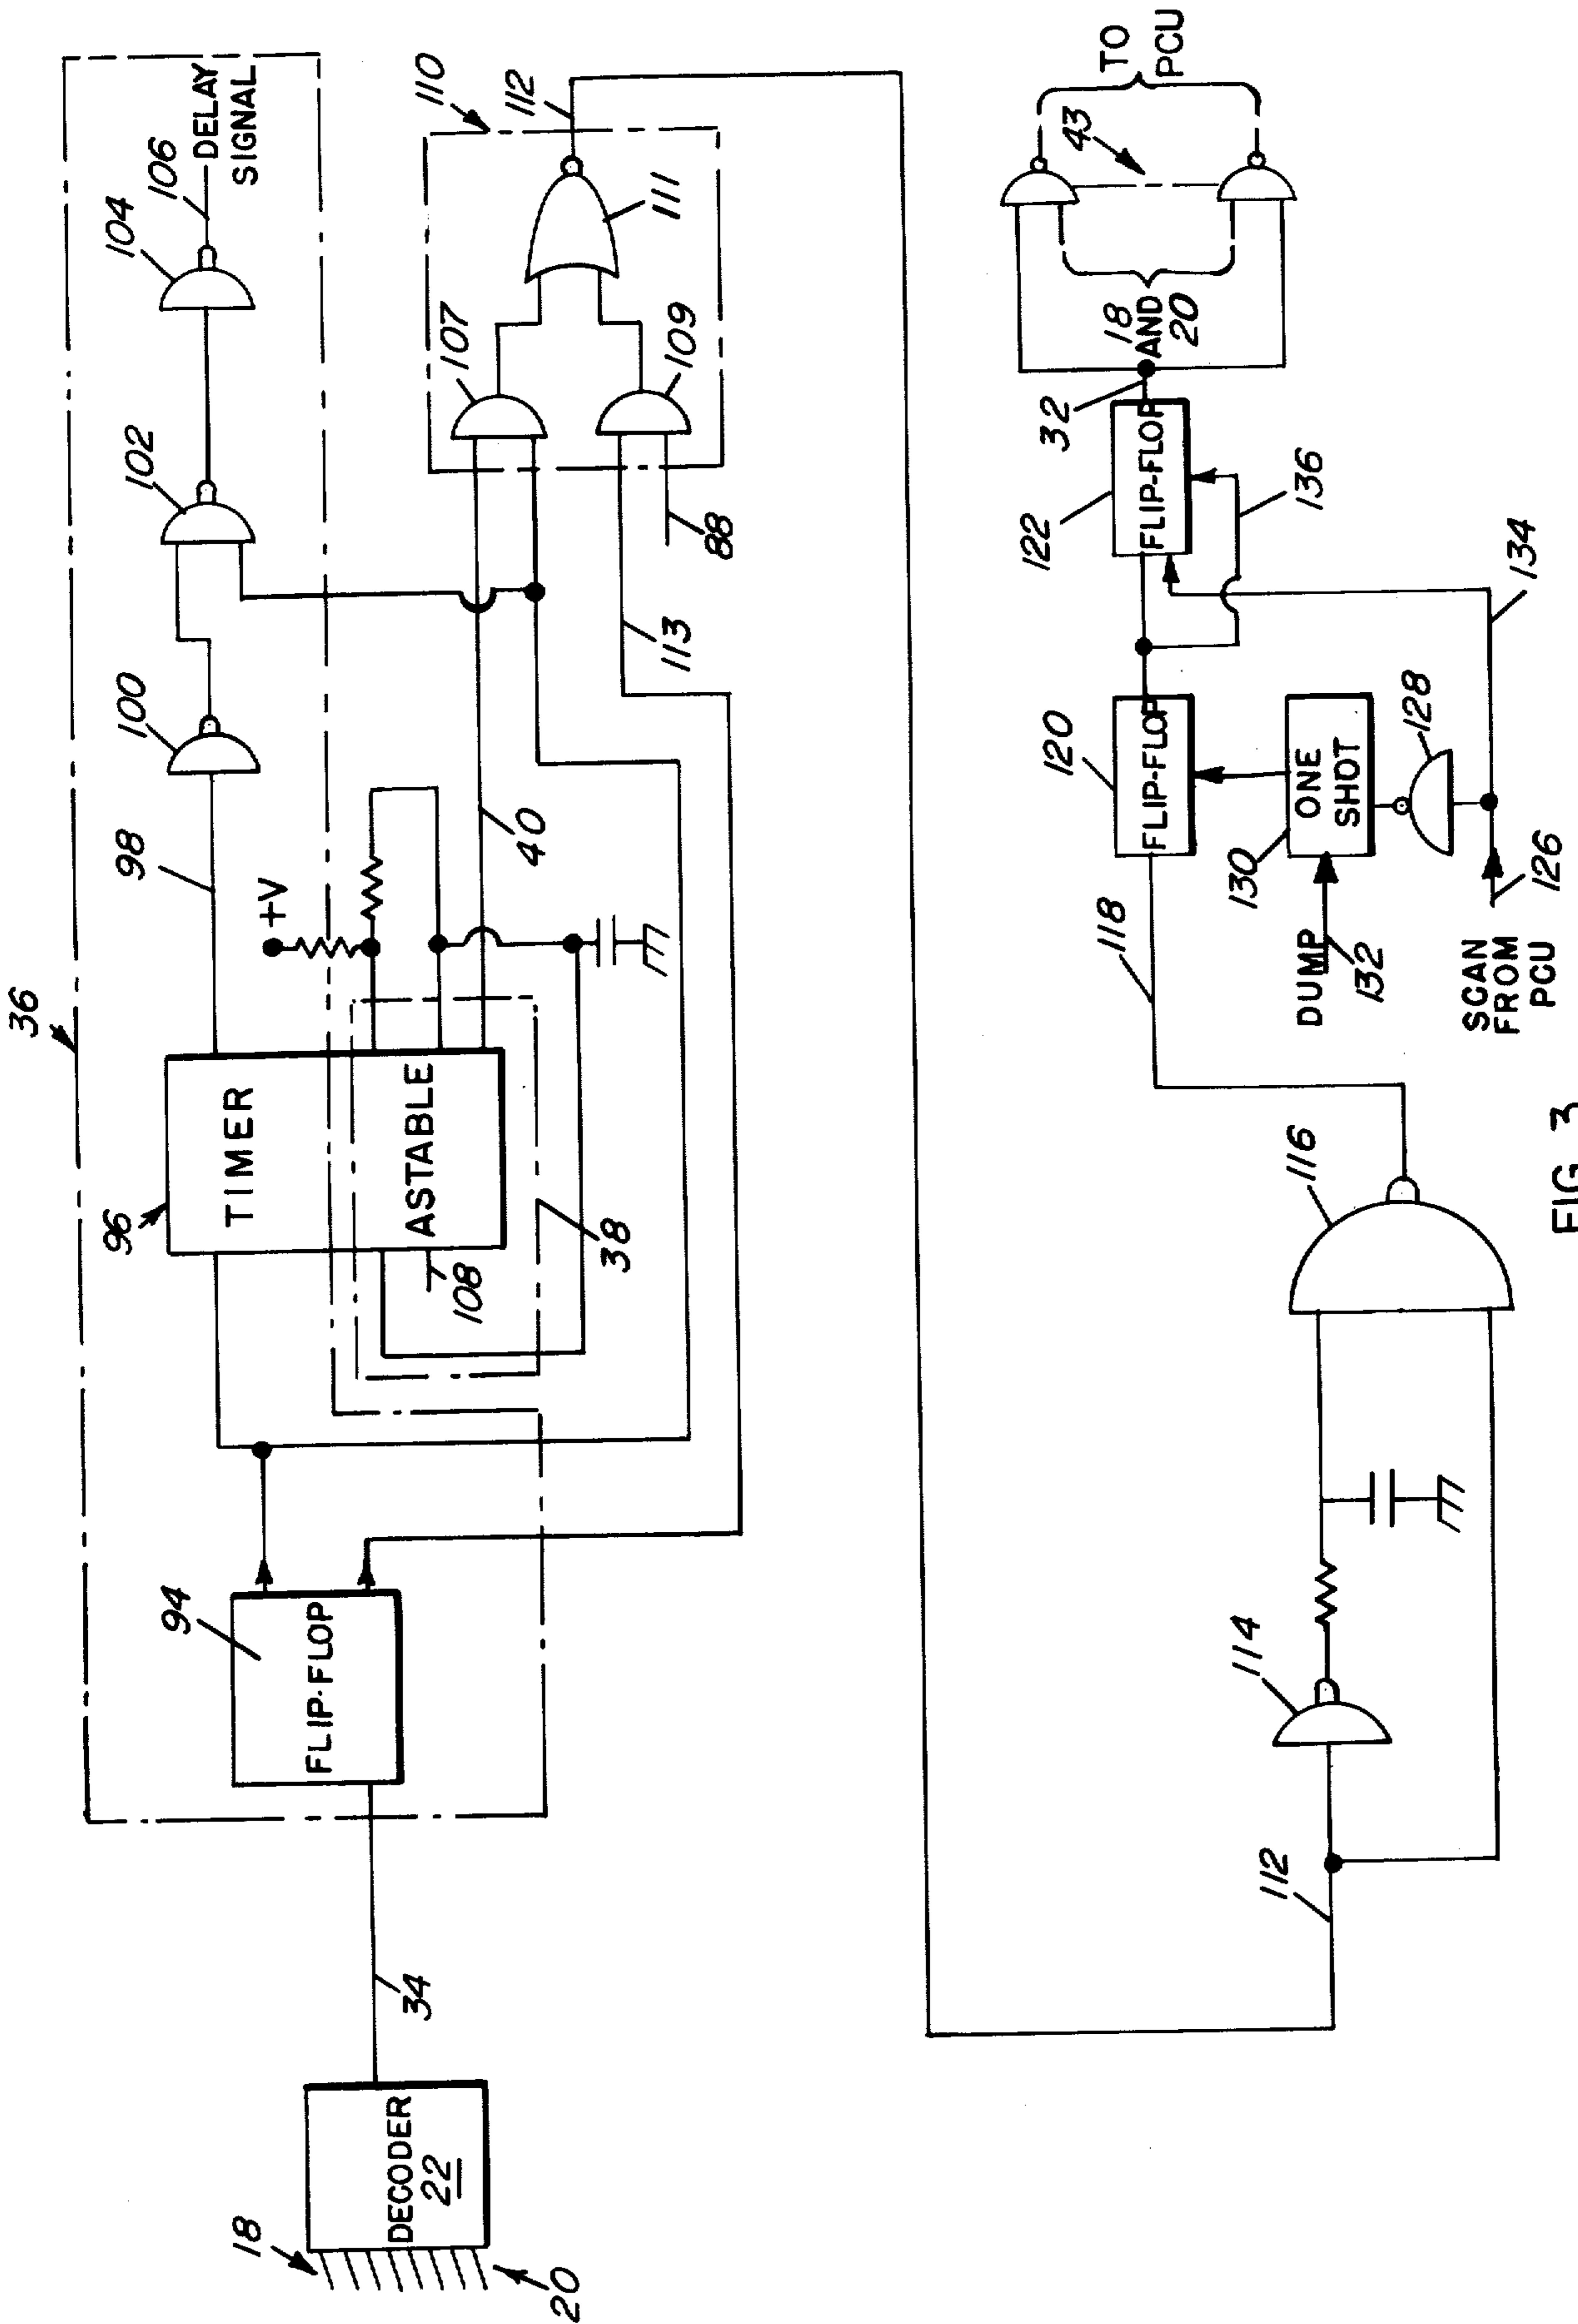 36
96
TIMER
98
100
102
104
106
DELAY
SIGNAL
+V
94
FLIP-FLOP
ASTABLE
108
38
40
107
109
110
111
112
113
88
18
DECODER
22
20
34
112
114
116
118
120
FLIP-FLOP
122
FLIP-FLOP
32
18
AND
20
43
TO
PCU
130
ONE
SHOT
128
DUMP
132
136
134
126
SCAN
FROM
PCU
FIG. 3